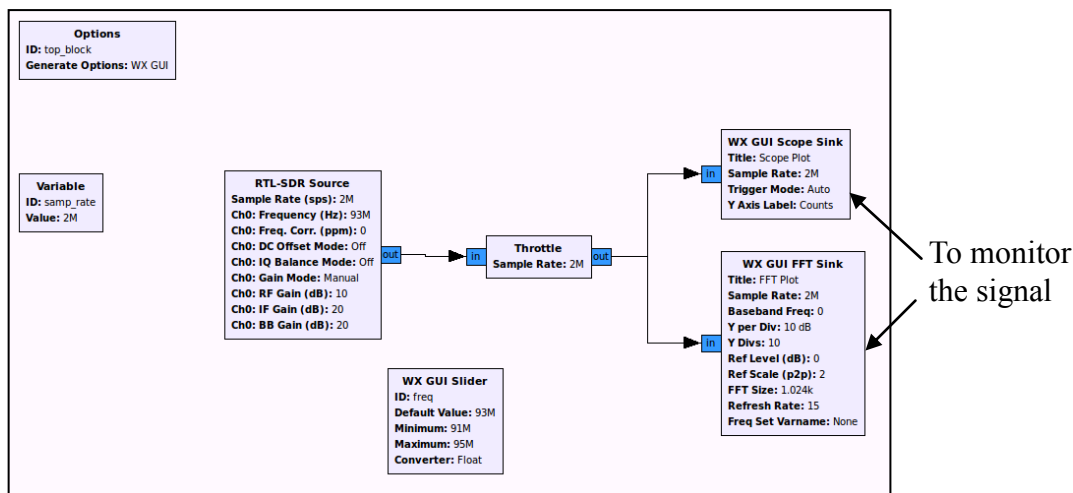 Options
ID: top_block
Generate Options: WX GUI
Variable
ID: samp_rate
Value: 2M
RTL-SDR Source
Sample Rate (sps): 2M
Ch0: Frequency (Hz): 93M
Ch0: Freq. Corr. (ppm): 0
Ch0: DC Offset Mode: Off
Ch0: IQ Balance Mode: Off
Ch0: Gain Mode: Manual
Ch0: RF Gain (dB): 10
Ch0: IF Gain (dB): 20
Ch0: BB Gain (dB): 20
out
in
Throttle
Sample Rate: 2M
out
in
WX GUI Scope Sink
Title: Scope Plot
Sample Rate: 2M
Trigger Mode: Auto
Y Axis Label: Counts
in
WX GUI FFT Sink
Title: FFT Plot
Sample Rate: 2M
Baseband Freq: 0
Y per Div: 10 dB
Y Divs: 10
Ref Level (dB): 0
Ref Scale (p2p): 2
FFT Size: 1.024k
Refresh Rate: 15
Freq Set Varname: None
To monitor
the signal
WX GUI Slider
ID: freq
Default Value: 93M
Minimum: 91M
Maximum: 95M
Converter: Float